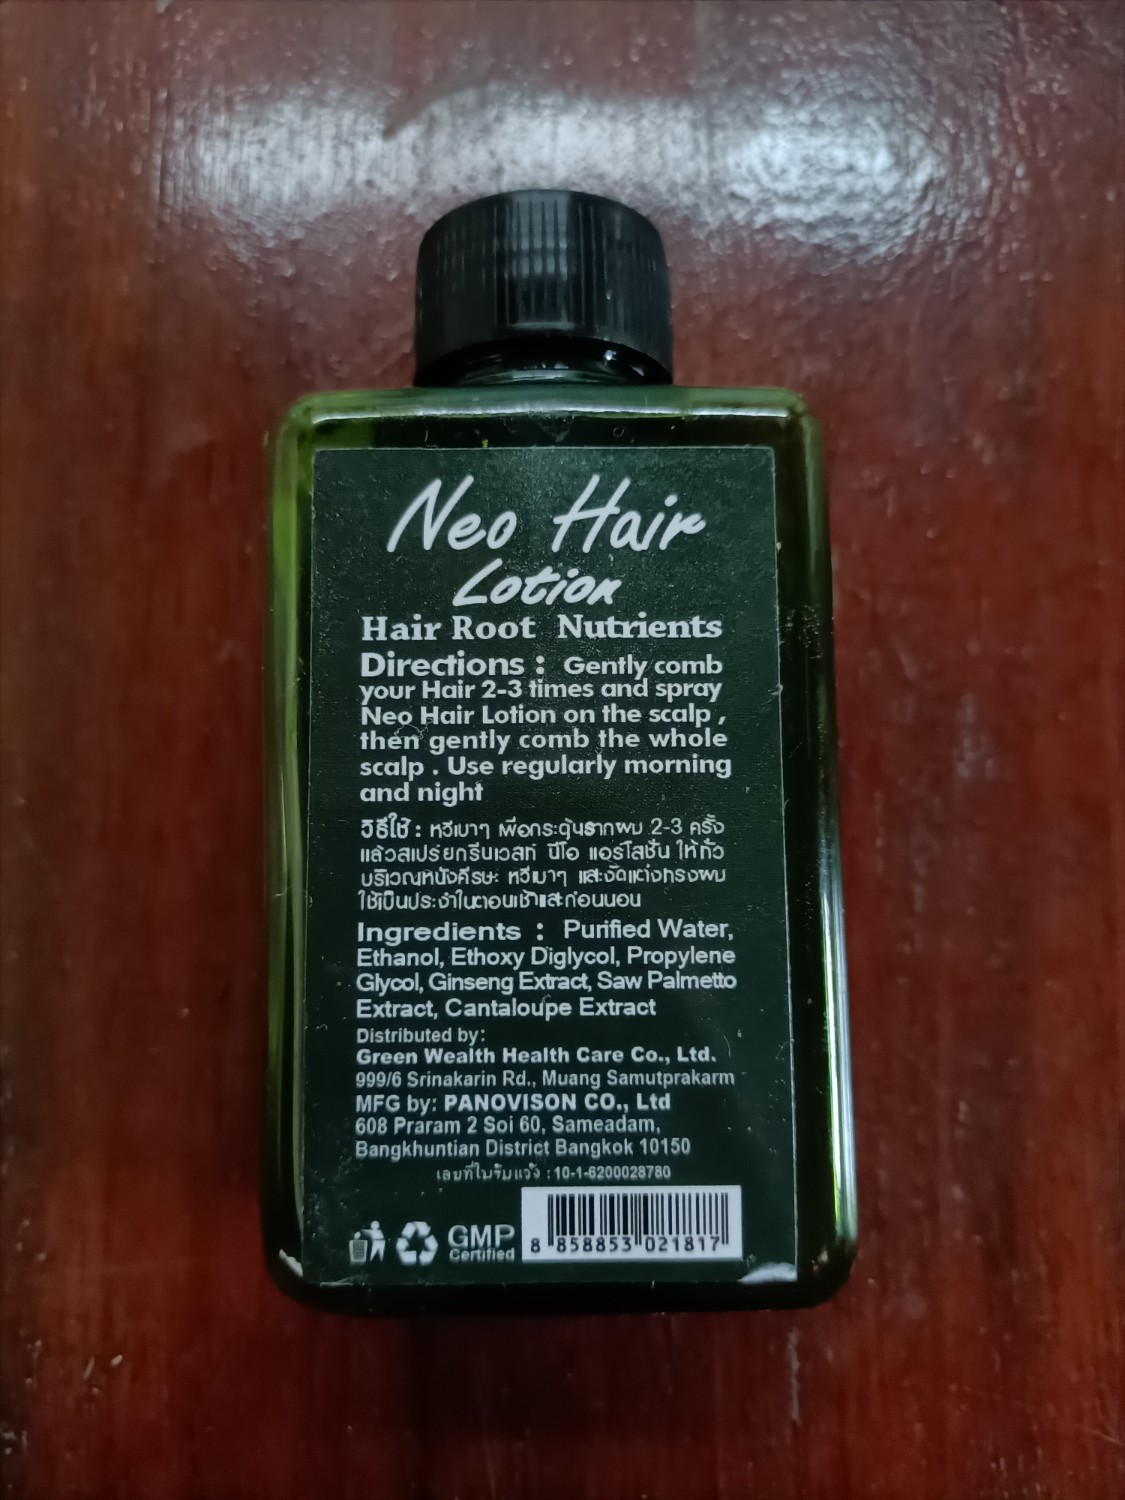 Neo Hair
Lotion
Hair Root Nutrients
Directions : Gently comb
your Hair 2-3 times and spray
Neo Hair Lotion on the scalp ,
then gently comb the whole
scalp . Use regularly morning
and night
วิธีใช้ : หวีเบาๆ เพื่อกระตุ้นรากผม 2-3 ครั้ง
แล้วสเปรย์กรีนเวลท์ นีโอ แฮร์โลชั่น ให้ทั่ว
บริเวณหนังศีรษะ หวีเบาๆ และจัดแต่งทรงผม
ใช้เป็นประจำในตอนเช้าและก่อนนอน
Ingredients : Purified Water,
Ethanol, Ethoxy Diglycol, Propylene
Glycol, Ginseng Extract, Saw Palmetto
Extract, Cantaloupe Extract
Distributed by:
Green Wealth Health Care Co., Ltd.
999/6 Srinakarin Rd., Muang Samutprakarm
MFG by: PANOVISON CO., Ltd
608 Praram 2 Soi 60, Sameadam,
Bangkhuntian District Bangkok 10150
เลขที่ใบรับแจ้ง : 10-1-6200028780
GMP
Certified
8 858853 021817